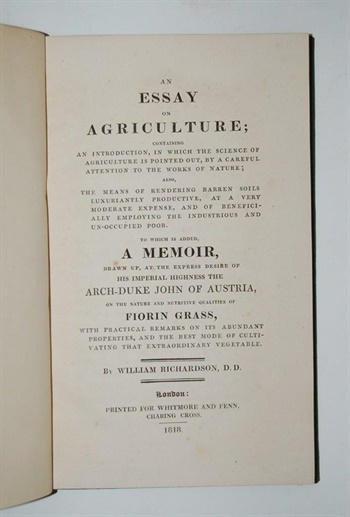 AN
ESSAY
ON
AGRICULTURE;
CONTAINING
AN INTRODUCTION, IN WHICH THE SCIENCE OF
AGRICULTURE IS POINTED OUT, BY A CAREFUL
ATTENTION TO THE WORKS OF NATURE;
ALSO,
THE MEANS OF RENDERING BARREN SOILS
LUXURIANTLY PRODUCTIVE, AT A VERY
MODERATE EXPENSE, AND OF BENEFICI-
ALLY EMPLOYING THE INDUSTRIOUS AND
UN-OCCUPIED POOR.
TO WHICH IS ADDED,
A MEMOIR,
DRAWN UP, AT THE EXPRESS DESIRE OF
HIS IMPERIAL HIGHNESS THE
ARCH-DUKE JOHN OF AUSTRIA,
ON THE NATURE AND NUTRITIVE QUALITIES OF
FIORIN GRASS,
WITH PRACTICAL REMARKS ON ITS ABUNDANT
PROPERTIES, AND THE BEST MODE OF CULTI-
VATING THAT EXTRAORDINARY VEGETABLE.
BY WILLIAM RICHARDSON, D. D.
London:
PRINTED FOR WHITMORE AND FENN,
CHARING CROSS.
1818.